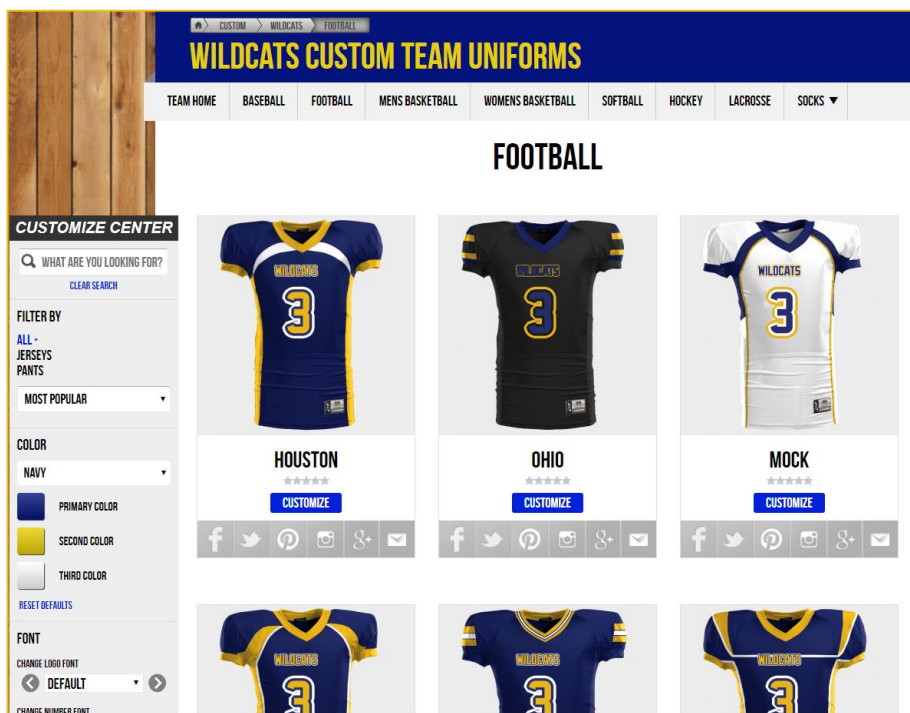 CUSTOM WILDCATS FOOTBALL
WILDCATS CUSTOM TEAM UNIFORMS
TEAM HOME BASEBALL FOOTBALL MENS BASKETBALL WOMENS BASKETBALL SOFTBALL HOCKEY LACROSSE SOCKS ▼
FOOTBALL
CUSTOMIZE CENTER
WHAT ARE YOU LOOKING FOR?
CLEAR SEARCH
FILTER BY
ALL
JERSEYS
PANTS
MOST POPULAR
COLOR
NAVY
PRIMARY COLOR
SECOND COLOR
THIRD COLOR
RESET DEFAULTS
FONT
CHANGE LOGO FONT
DEFAULT
CHANGE NUMBER FONT
WILDCATS
3
HOUSTON
CUSTOMIZE
WILDCATS
3
OHIO
CUSTOMIZE
WILDCATS
3
MOCK
CUSTOMIZE
WILDCATS
3
WILDCATS
3
WILDCATS
3